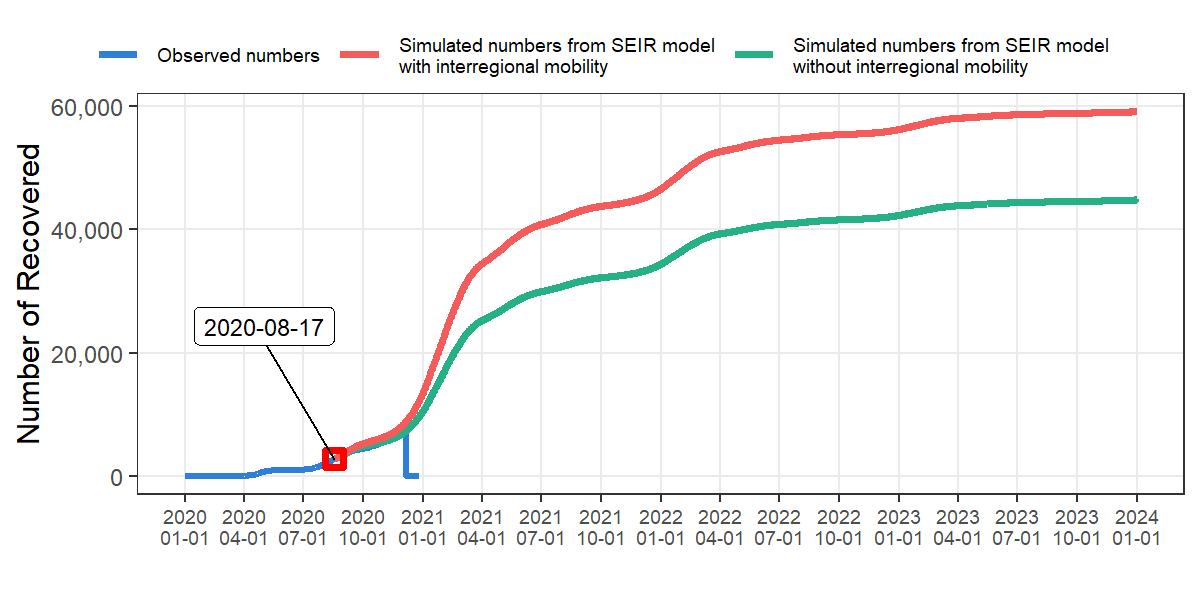 Observed numbers
Simulated numbers from SEIR model
with interregional mobility
Simulated numbers from SEIR model
without interregional mobility
Number of Recovered
60,000
40,000
20,000
0
2020-08-17
2020 2020 2020 2020 2021 2021 2021 2021 2022 2022 2022 2022 2023 2023 2023 2023 2024
01-01 04-01 07-01 10-01 01-01 04-01 07-01 10-01 01-01 04-01 07-01 10-01 01-01 04-01 07-01 10-01 01-01